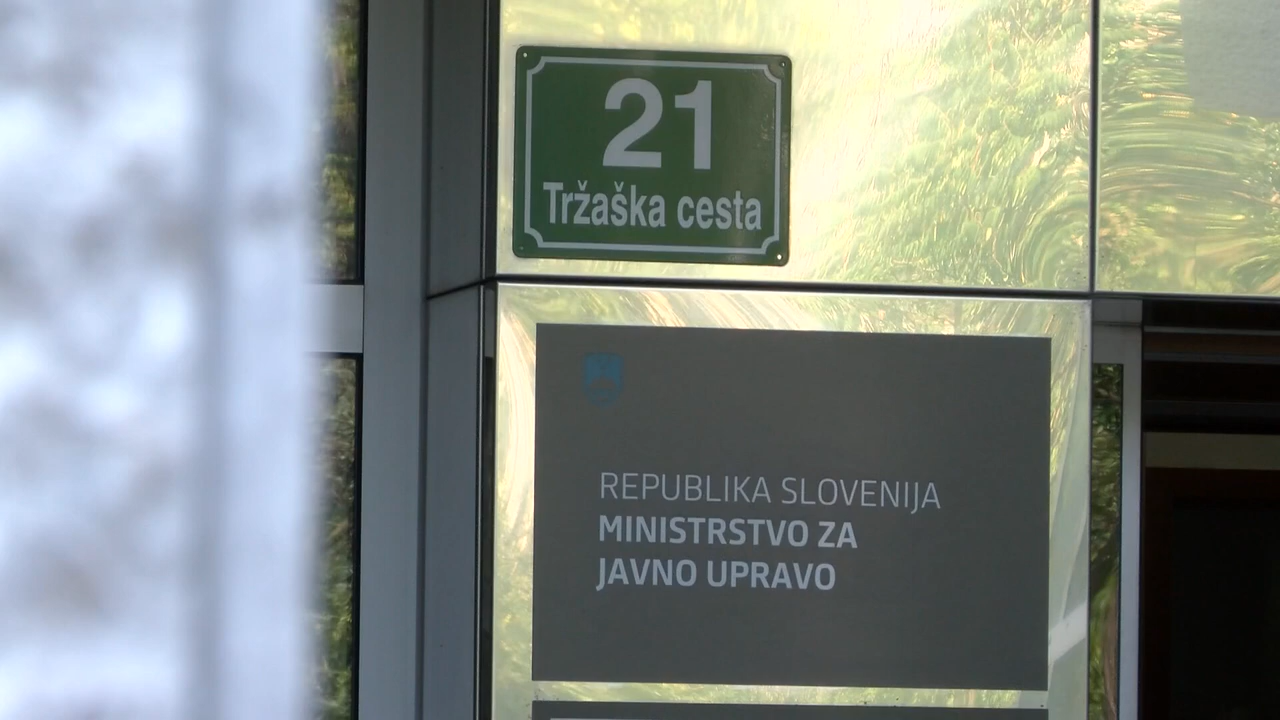 21
Tržaška cesta
REPUBLIKA SLOVENIJA
MINISTRSTVO ZA
JAVNO UPRAVO